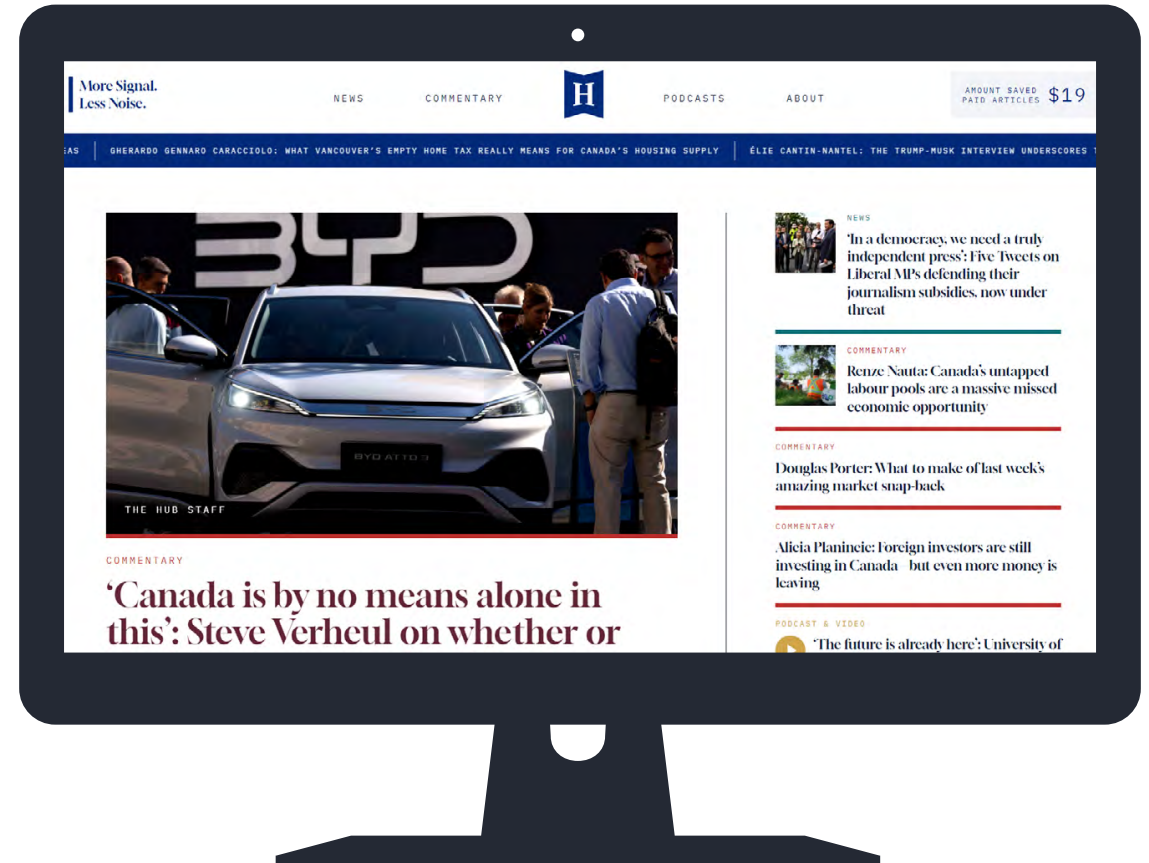 More Signal.
Less Noise.
NEWS
COMMENTARY
H
PODCASTS
ABOUT
AMOUNT SAVED
PAID ARTICLES
$19
EAS
GHERARDO GENNARO CARACCIOLO: WHAT VANCOUVER'S EMPTY HOME TAX REALLY MEANS FOR CANADA'S HOUSING SUPPLY
ÉLIE CANTIN-NANTEL: THE TRUMP-MUSK INTERVIEW UNDERSCORES
BYD
BYD ATTO 3
THE HUB STAFF
COMMENTARY
‘Canada is by no means alone in
this’: Steve Verheul on whether or
NEWS
‘In a democracy, we need a truly
independent press’: Five Tweets on
Liberal MPs defending their
journalism subsidies, now under
threat
COMMENTARY
Renze Nauta: Canada’s untapped
labour pools are a massive missed
economic opportunity
COMMENTARY
Douglas Porter: What to make of last week’s
amazing market snap-back
COMMENTARY
Alicia Planincic: Foreign investors are still
investing in Canada—but even more money is
leaving
PODCAST & VIDEO
‘The future is already here’: University of